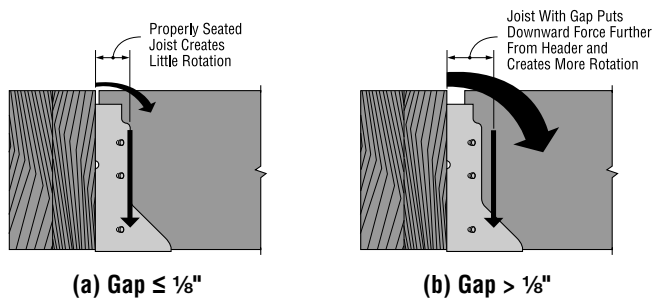 Properly Seated
Joist Creates
Little Rotation
Joist With Gap Puts
Downward Force Further
From Header and
Creates More Rotation
(a) Gap ≤ ⅛"
(b) Gap > ⅛"